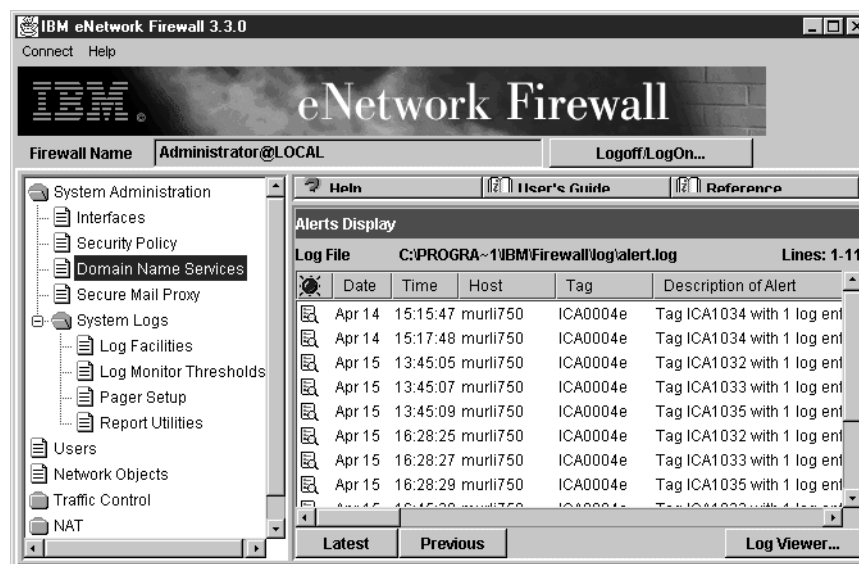 IBM eNetwork Firewall 3.3.0
Connect Help
IBM® eNetwork Firewall
Firewall Name Administrator@LOCAL Logoff/LogOn...
System Administration
Interfaces
Security Policy
Domain Name Services
Secure Mail Proxy
System Logs
Log Facilities
Log Monitor Thresholds
Pager Setup
Report Utilities
Users
Network Objects
Traffic Control
NAT
Help User's Guide Reference
Alerts Display
Log File C:\PROGRA~1\IBM\Firewall\log\alert.log Lines: 1-11
Date Time Host Tag Description of Alert
Apr 14 15:15:47 murli750 ICA0004e Tag ICA1034 with 1 log ent
Apr 14 15:17:48 murli750 ICA0004e Tag ICA1034 with 1 log ent
Apr 15 13:45:05 murli750 ICA0004e Tag ICA1032 with 1 log ent
Apr 15 13:45:07 murli750 ICA0004e Tag ICA1033 with 1 log ent
Apr 15 13:45:09 murli750 ICA0004e Tag ICA1035 with 1 log ent
Apr 15 16:28:25 murli750 ICA0004e Tag ICA1032 with 1 log ent
Apr 15 16:28:27 murli750 ICA0004e Tag ICA1033 with 1 log ent
Apr 15 16:28:29 murli750 ICA0004e Tag ICA1035 with 1 log ent
Latest Previous Log Viewer...